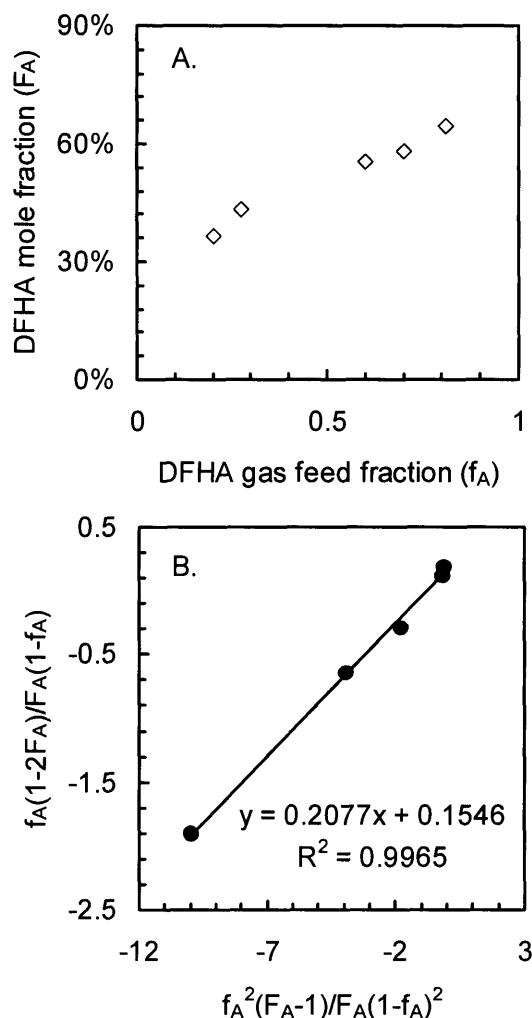 90%
A.
60%
30%
0%
DFHA mole fraction (FA)
0
0.5
1
DFHA gas feed fraction (fA)
0.5
B.
-0.5
-1.5
-2.5
fA(1-2FA)/FA(1-fA)
y = 0.2077x + 0.1546
R² = 0.9965
-12
-7
-2
3
fA²(FA-1)/FA(1-fA)²